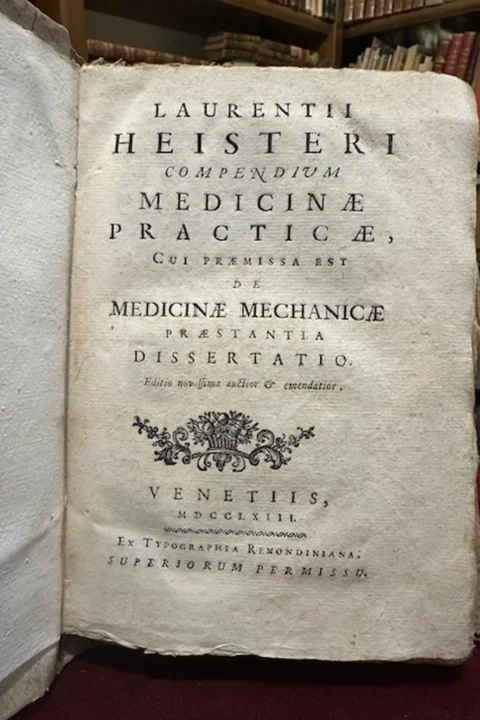 LAURENTII
HEISTERI
COMPENDIVM
MEDICINÆ
PRACTICÆ,
CUI PRÆMISSA EST
DE
MEDICINÆ MECHANICÆ
PRÆSTANTIA
DISSERTATIO.
Editio novissima auctior & emendatior.
VENETIIS,
MDCCLXIII.
EX TYPOGRAPHIA REMONDINIANA.
SUPERIORUM PERMISSU.